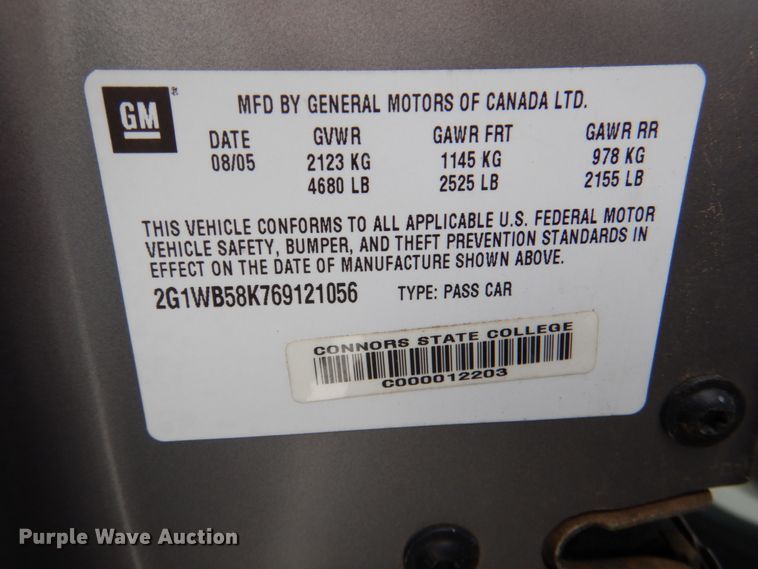 GM
MFD BY GENERAL MOTORS OF CANADA LTD.
DATE GVWR GAWR FRT GAWR RR
08/05 2123 KG 1145 KG 978 KG
4680 LB 2525 LB 2155 LB
THIS VEHICLE CONFORMS TO ALL APPLICABLE U.S. FEDERAL MOTOR
VEHICLE SAFETY, BUMPER, AND THEFT PREVENTION STANDARDS IN
EFFECT ON THE DATE OF MANUFACTURE SHOWN ABOVE.
2G1WB58K769121056 TYPE: PASS CAR
CONNORS STATE COLLEGE
C000012203
Purple Wave Auction